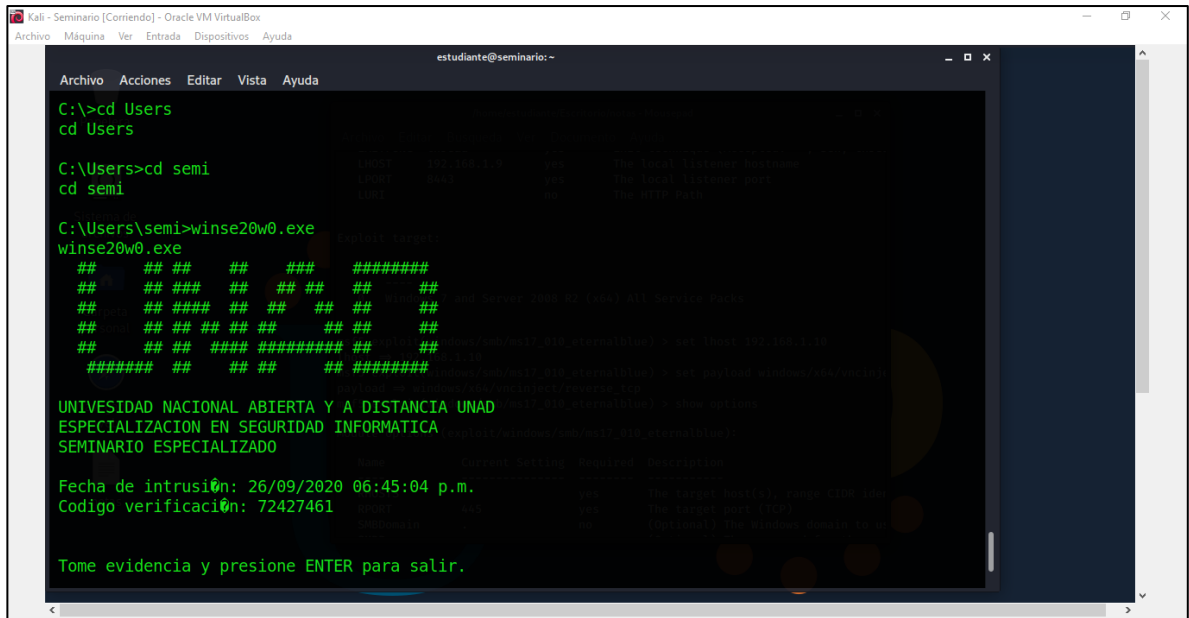 Kali - Seminario [Corriendo] - Oracle VM VirtualBox
Archivo Máquina Ver Entrada Dispositivos Ayuda
estudiante@seminario: ~
Archivo Acciones Editar Vista Ayuda
C:\>cd Users
cd Users
C:\Users>cd semi
cd semi
C:\Users\semi>winse20w0.exe
winse20w0.exe
UNAD
UNIVESIDAD NACIONAL ABIERTA Y A DISTANCIA UNAD
ESPECIALIZACION EN SEGURIDAD INFORMATICA
SEMINARIO ESPECIALIZADO
Fecha de intrusi�n: 26/09/2020 06:45:04 p.m.
Codigo verificaci�n: 72427461
Tome evidencia y presione ENTER para salir.